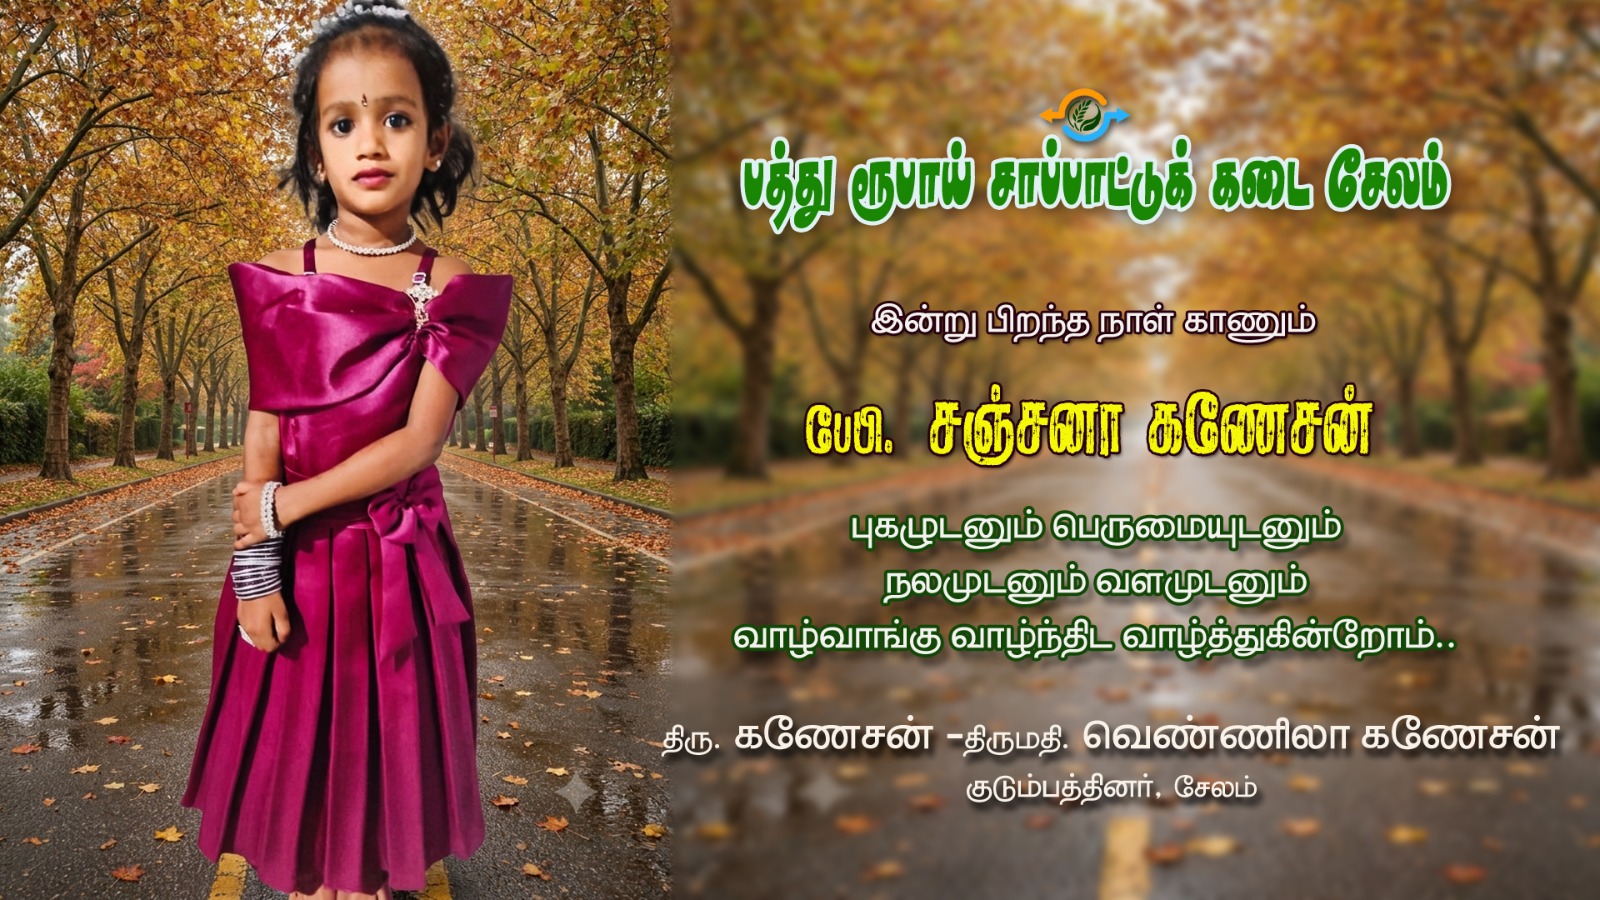 பத்து ரூபாய் சாப்பாட்டுக் கடை சேலம்
இன்று பிறந்த நாள் காணும்
பேபி. சஞ்சனா கணேசன்
புகழுடனும் பெருமையுடனும்
நலமுடனும் வளமுடனும்
வாழ்வாங்கு வாழ்ந்திட வாழ்த்துகின்றோம்..
திரு. கணேசன் -திருமதி. வெண்ணிலா கணேசன்
குடும்பத்தினர், சேலம்